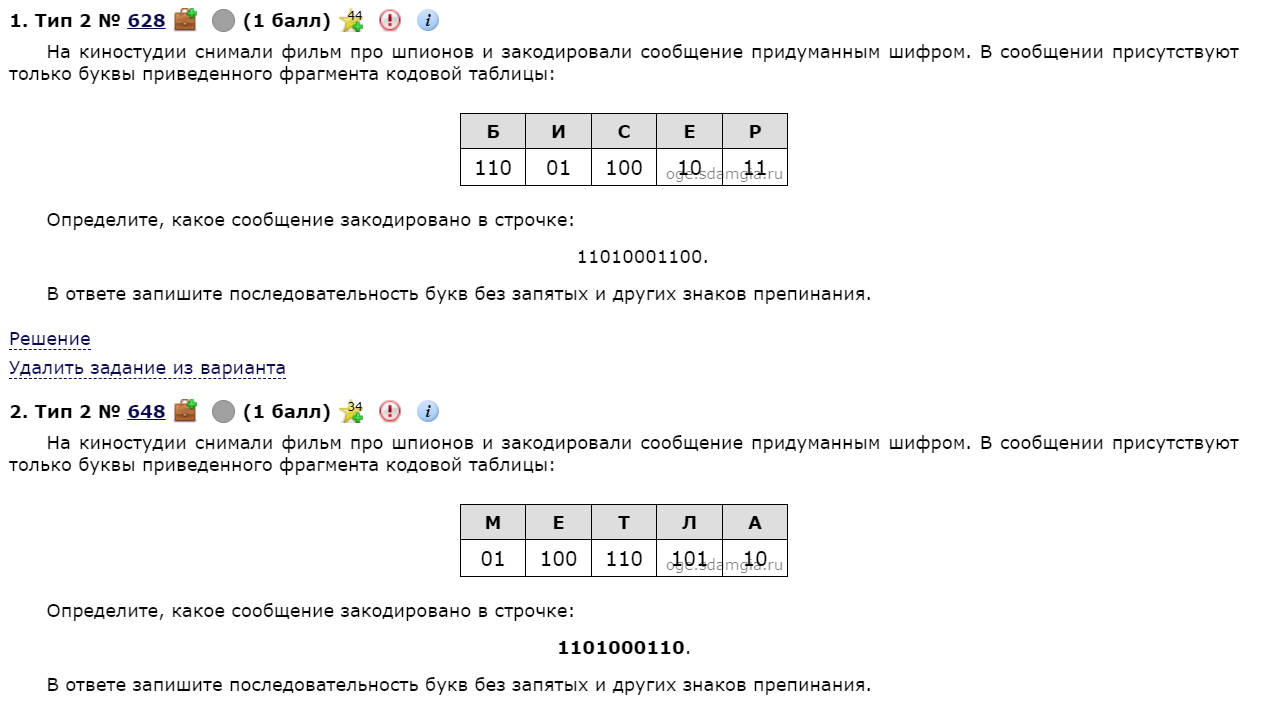 1. Тип 2 № 628 44 (1 балл) i
На киностудии снимали фильм про шпионов и закодировали сообщение придуманным шифром. В сообщении присутствуют
только буквы приведенного фрагмента кодовой таблицы:
Б И С Е Р
110 01 100 10 11
oge.sdamgia.ru
Определите, какое сообщение закодировано в строчке:
11010001100.
В ответе запишите последовательность букв без запятых и других знаков препинания.
Решение
Удалить задание из варианта
2. Тип 2 № 648 (1 балл) 34 i
На киностудии снимали фильм про шпионов и закодировали сообщение придуманным шифром. В сообщении присутствуют
только буквы приведенного фрагмента кодовой таблицы:
М Е Т Л А
01 100 110 101 10
oge.sdamgia.ru
Определите, какое сообщение закодировано в строчке:
1101000110.
В ответе запишите последовательность букв без запятых и других знаков препинания.